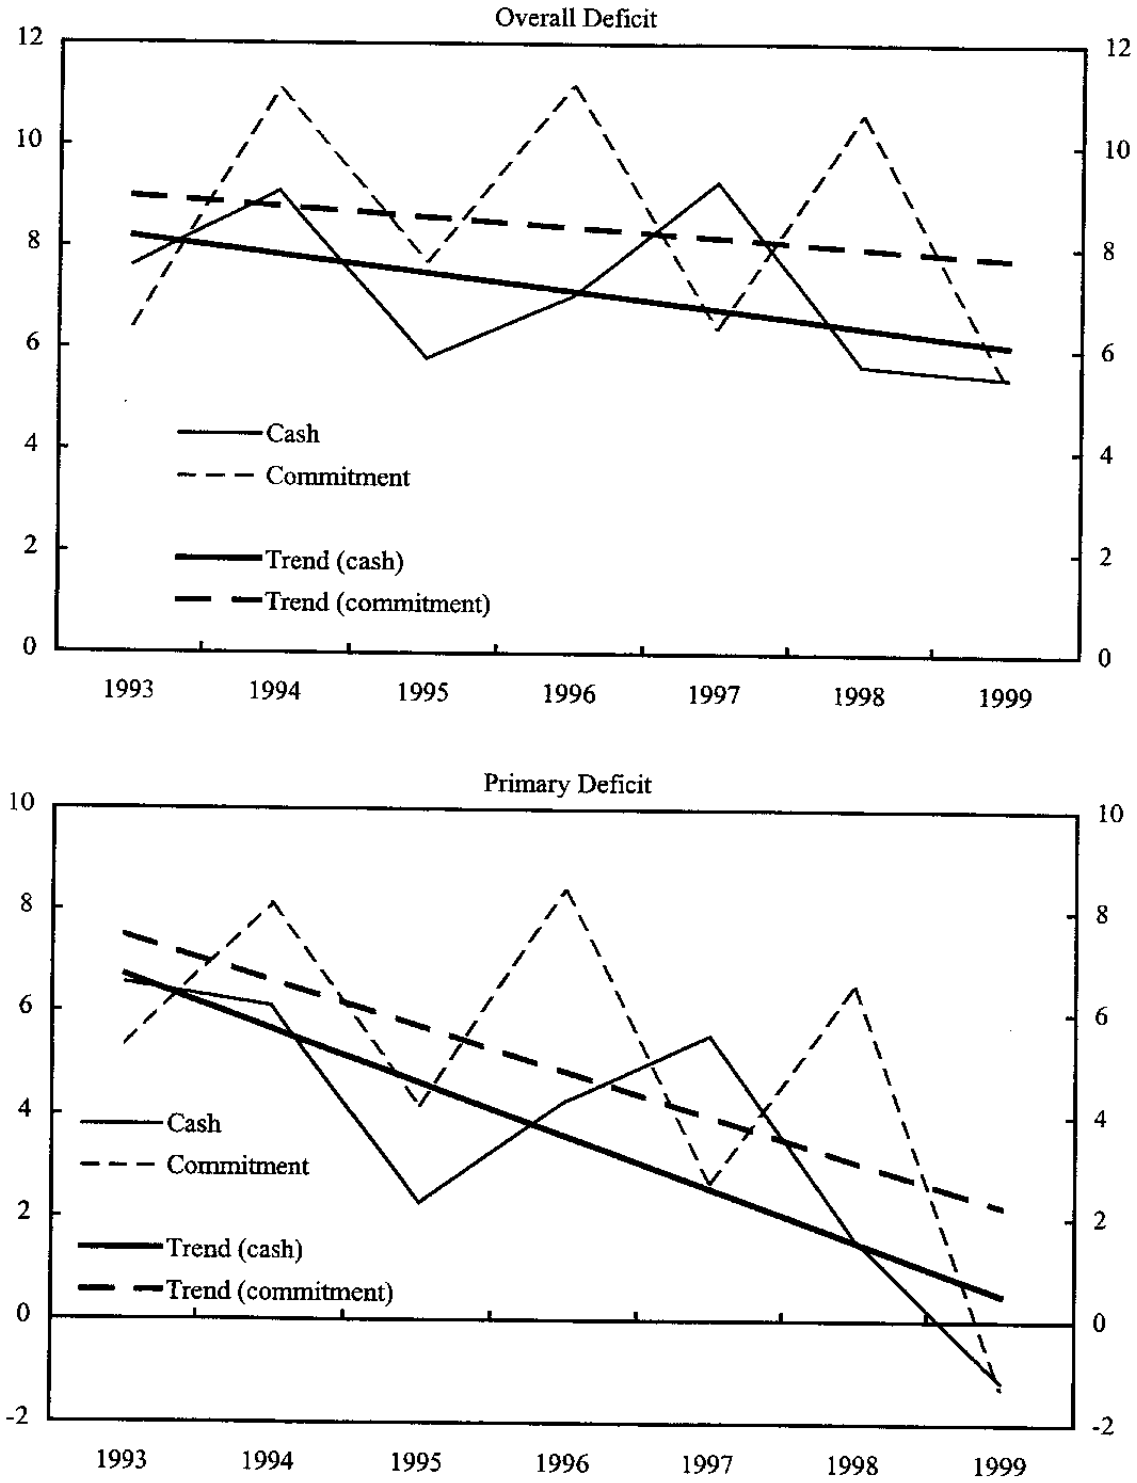 Overall Deficit
12 12
10 10
8 8
6 6
Cash
4 4
Commitment
2 2
Trend (cash)
Trend (commitment)
0 0
1993 1994 1995 1996 1997 1998 1999
Primary Deficit
10 10
8 8
6 6
4 4
Cash
Commitment
2 2
Trend (cash)
Trend (commitment)
0 0
-2 -2
1993 1994 1995 1996 1997 1998 1999